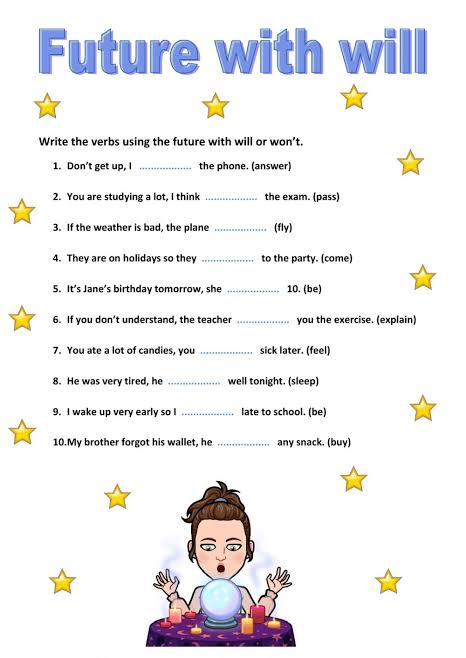 Future with will
Write the verbs using the future with will or won't.
1. Don't get up, I .................. the phone. (answer)
2. You are studying a lot, I think .................. the exam. (pass)
3. If the weather is bad, the plane .................. (fly)
4. They are on holidays so they .................. to the party. (come)
5. It's Jane's birthday tomorrow, she .................. 10. (be)
6. If you don't understand, the teacher .................. you the exercise. (explain)
7. You ate a lot of candies, you .................. sick later. (feel)
8. He was very tired, he .................. well tonight. (sleep)
9. I wake up very early so I .................. late to school. (be)
10.My brother forgot his wallet, he .................. any snack. (buy)